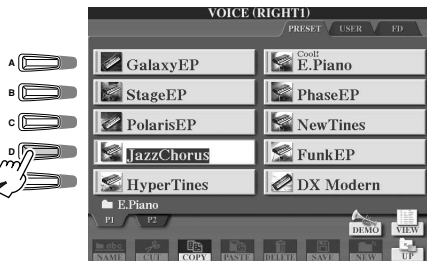 VOICE (RIGHT1)
PRESET USER FD
A
GalaxyEP
Cool!
E.Piano
B
StageEP
PhaseEP
C
PolarisEP
NewTines
D
JazzChorus
FunkEP
HyperTines
DX Modern
E.Piano
P1 P2
DEMO VIEW
NAME CUT COPY PASTE DELETE SAVE NEW UP